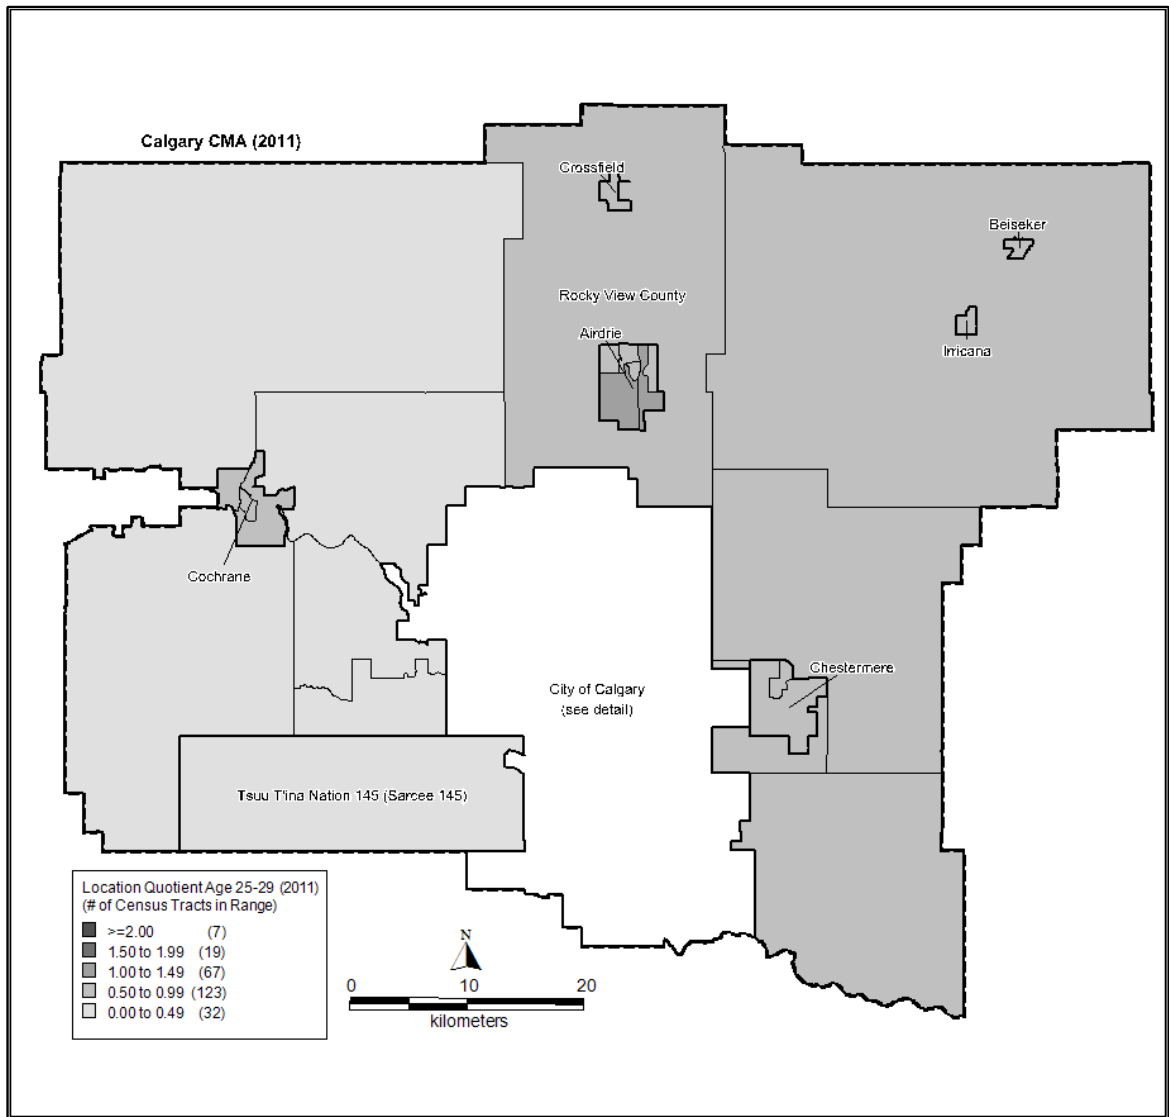 Calgary CMA (2011)
Crossfield
Beiseker
Rocky View County
Airdrie
Irricana
Cochrane
Chestermere
City of Calgary
(see detail)
Tsuu T'ina Nation 145 (Sarcee 145)
Location Quotient Age 25-29 (2011)
(# of Census Tracts in Range)
>=2.00 (7)
1.50 to 1.99 (19)
1.00 to 1.49 (67)
0.50 to 0.99 (123)
0.00 to 0.49 (32)
N
0 10 20
kilometers